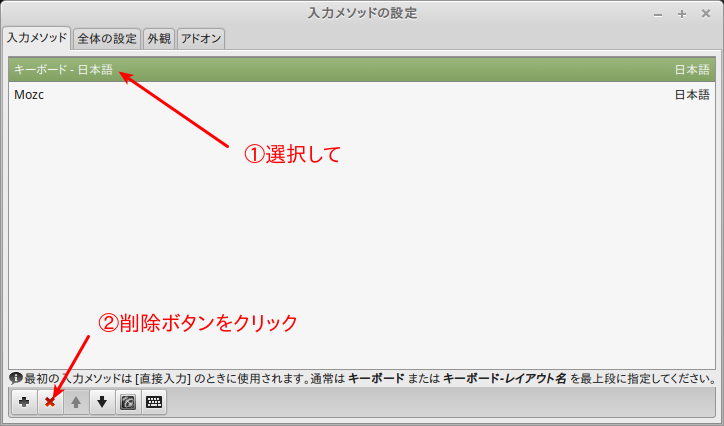 入力メソッドの設定
入力メソッド 全体の設定 外観 アドオン
キーボード - 日本語 日本語
Mozc 日本語
①選択して
②削除ボタンをクリック
最初の入力メソッドは [直接入力] のときに使用されます。通常は キーボード または キーボード-レイアウト名 を最上段に指定してください。